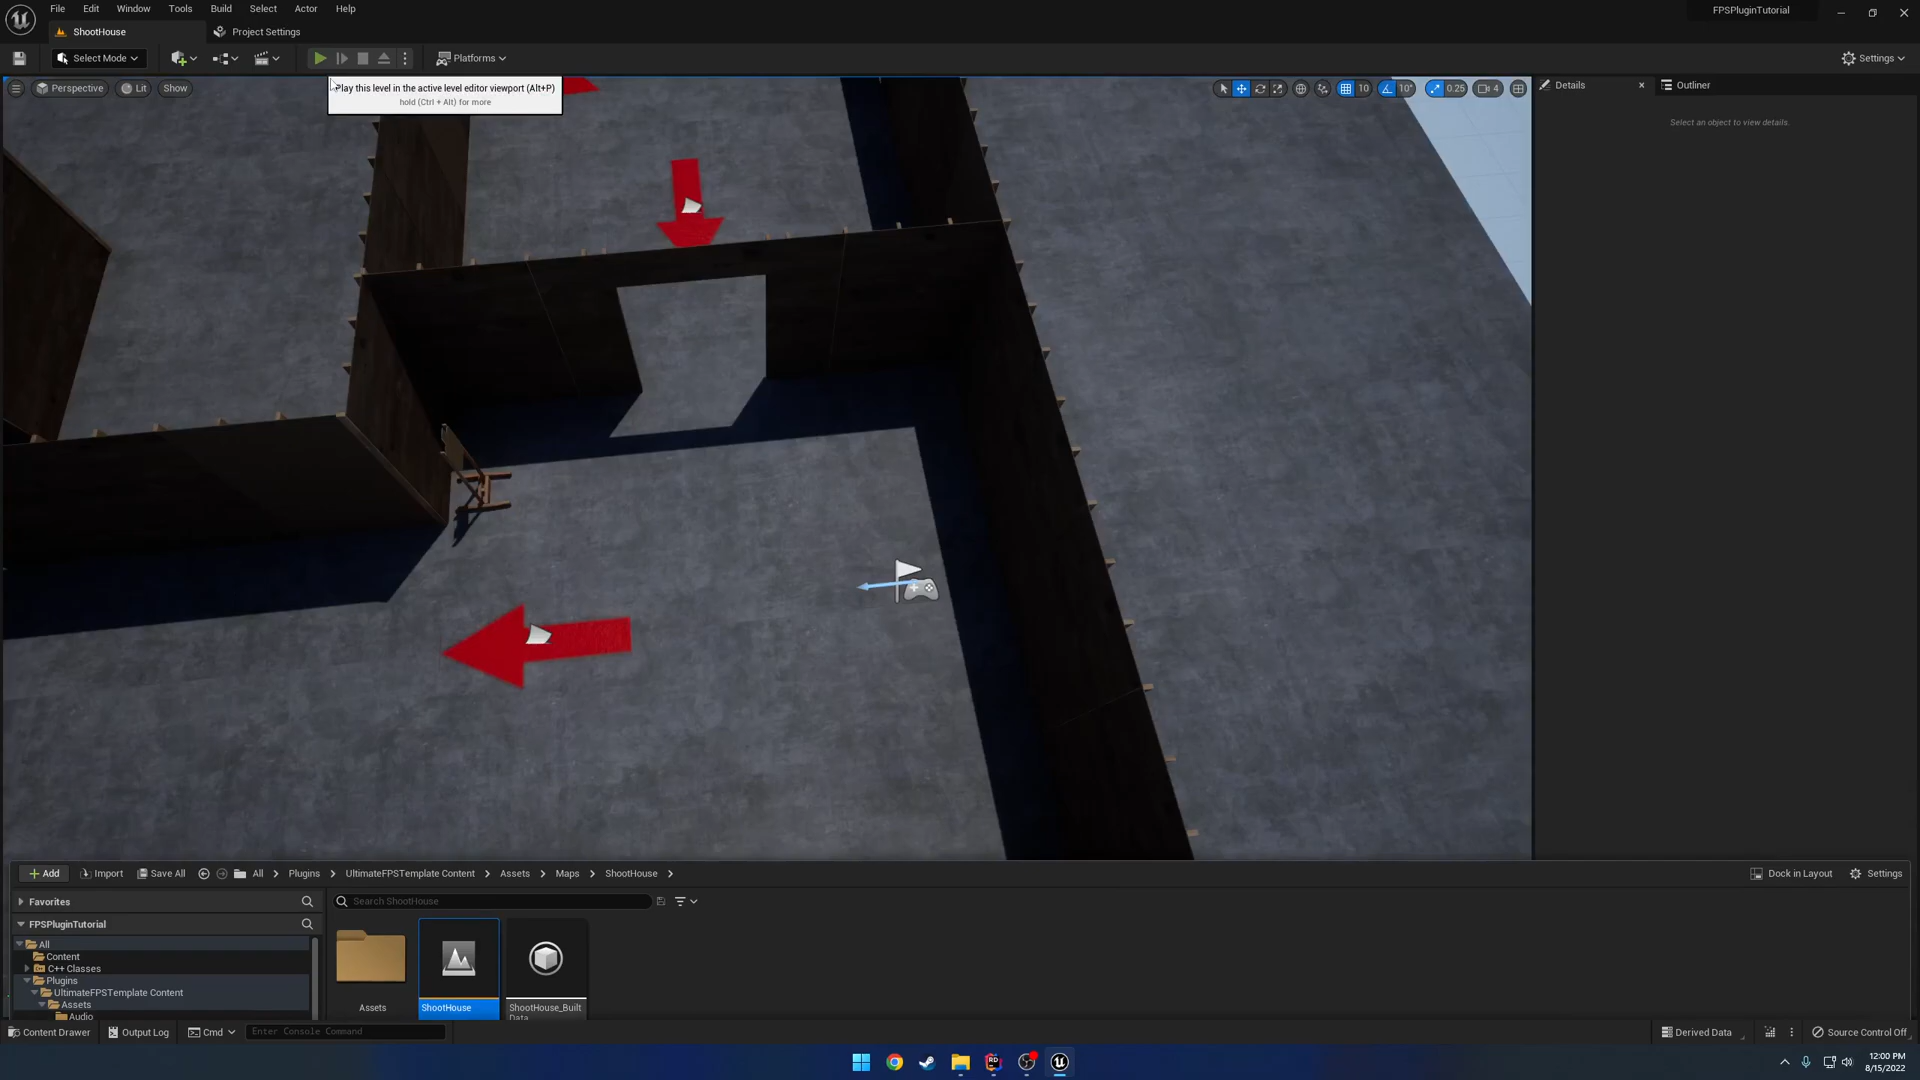 File Edit Window Tools Build Select Actor Help
FPSPluginTutorial
ShootHouse
Project Settings
Select Mode
Platforms
Settings
Play this level in the active level editor viewport (Alt+P)
hold (Ctrl + Alt) for more
Perspective
Lit
Show
10
10°
0.25
4
Details
Outliner
Select an object to view details.
Add
Import
Save All
All
Plugins
UltimateFPSTemplate Content
Assets
Maps
ShootHouse
Dock in Layout
Settings
Favorites
Search ShootHouse
FPSPluginTutorial
All
Content
C++ Classes
Plugins
UltimateFPSTemplate Content
Assets
Audio
Assets
ShootHouse
ShootHouse_Built
Data
Content Drawer
Output Log
Cmd
Enter Console Command
Derived Data
Source Control Off
RD
12:00 PM
8/15/2022